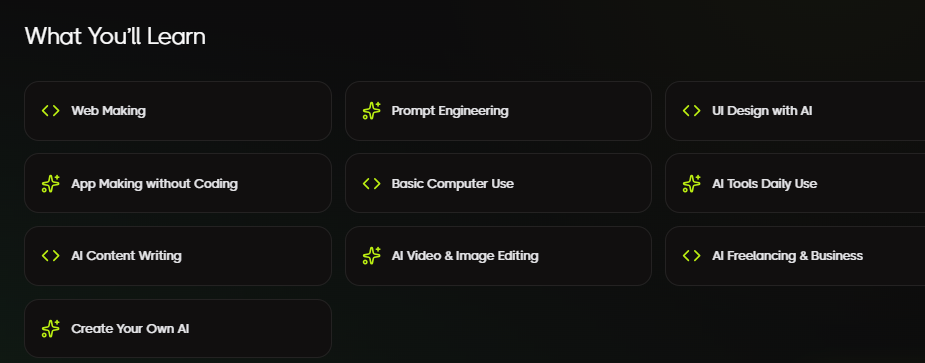 What You'll Learn
Web Making
Prompt Engineering
UI Design with AI
App Making without Coding
Basic Computer Use
AI Tools Daily Use
AI Content Writing
AI Video & Image Editing
AI Freelancing & Business
Create Your Own AI